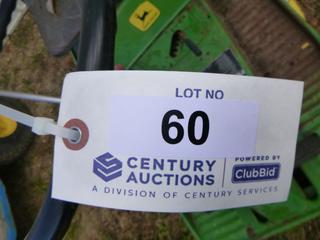 LOT NO
60
CENTURY
AUCTIONS
POWERED BY
ClubBid
A DIVISION OF CENTURY SERVICES